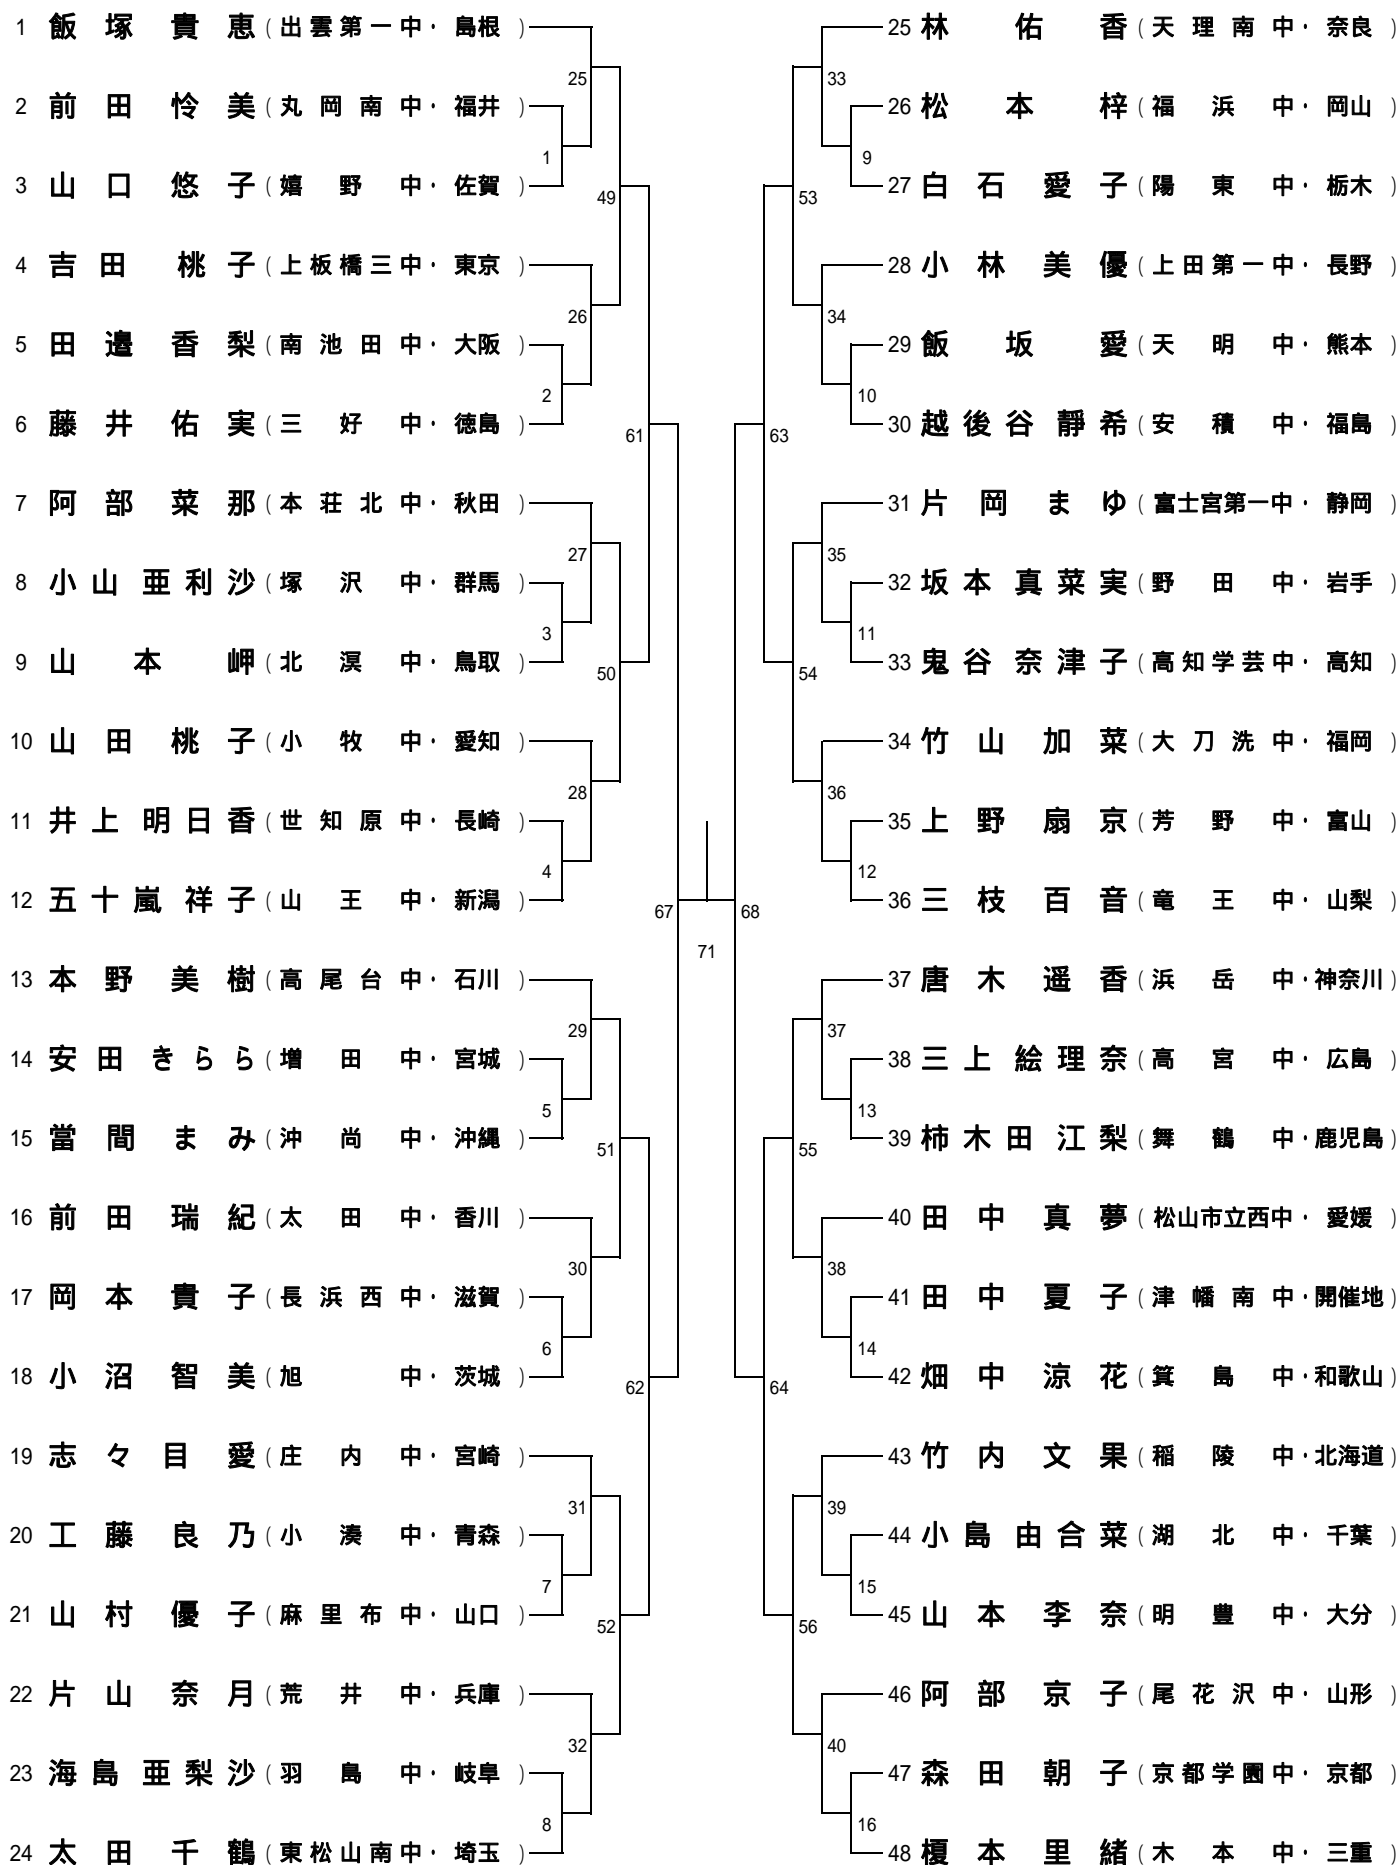 1 飯塚貴恵 (出雲第一中・島根)
25
2 前田怜美 (丸岡南中・福井)
1
3 山口悠子 (嬉野中・佐賀)
49
4 吉田桃子 (上板橋三中・東京)
26
5 田邉香梨 (南池田中・大阪)
2
6 藤井佑実 (三好中・徳島)
61
7 阿部菜那 (本荘北中・秋田)
27
8 小山亜利沙 (塚沢中・群馬)
3
9 山本岬 (北溟中・鳥取)
50
10 山田桃子 (小牧中・愛知)
28
11 井上明日香 (世知原中・長崎)
4
12 五十嵐祥子 (山王中・新潟)
67
13 本野美樹 (高尾台中・石川)
29
14 安田きらら (増田中・宮城)
5
15 當間まみ (沖尚中・沖縄)
51
16 前田瑞紀 (太田中・香川)
30
17 岡本貴子 (長浜西中・滋賀)
6
18 小沼智美 (旭中・茨城)
62
19 志々目愛 (庄内中・宮崎)
31
20 工藤良乃 (小湊中・青森)
7
21 山村優子 (麻里布中・山口)
52
22 片山奈月 (荒井中・兵庫)
32
23 海島亜梨沙 (羽島中・岐阜)
8
24 太田千鶴 (東松山南中・埼玉)
71
25 林佑香 (天理南中・奈良)
33
26 松本梓 (福浜中・岡山)
9
27 白石愛子 (陽東中・栃木)
53
28 小林美優 (上田第一中・長野)
34
29 飯坂愛 (天明中・熊本)
10
30 越後谷静希 (安積中・福島)
63
31 片岡まゆ (富士宮第一中・静岡)
35
32 坂本真菜実 (野田中・岩手)
11
33 鬼谷奈津子 (高知学芸中・高知)
54
34 竹山加菜 (大刀洗中・福岡)
36
35 上野扇京 (芳野中・富山)
12
36 三枝百音 (竜王中・山梨)
68
37 唐木遥香 (浜岳中・神奈川)
37
38 三上絵理奈 (高宮中・広島)
13
39 柿木田江梨 (舞鶴中・鹿児島)
55
40 田中真夢 (松山市立西中・愛媛)
38
41 田中夏子 (津幡南中・開催地)
14
42 畑中涼花 (箕島中・和歌山)
64
43 竹内文果 (稲陵中・北海道)
39
44 小島由合菜 (湖北中・千葉)
15
45 山本李奈 (明豊中・大分)
56
46 阿部京子 (尾花沢中・山形)
40
47 森田朝子 (京都学園中・京都)
16
48 榎本里緒 (木本中・三重)